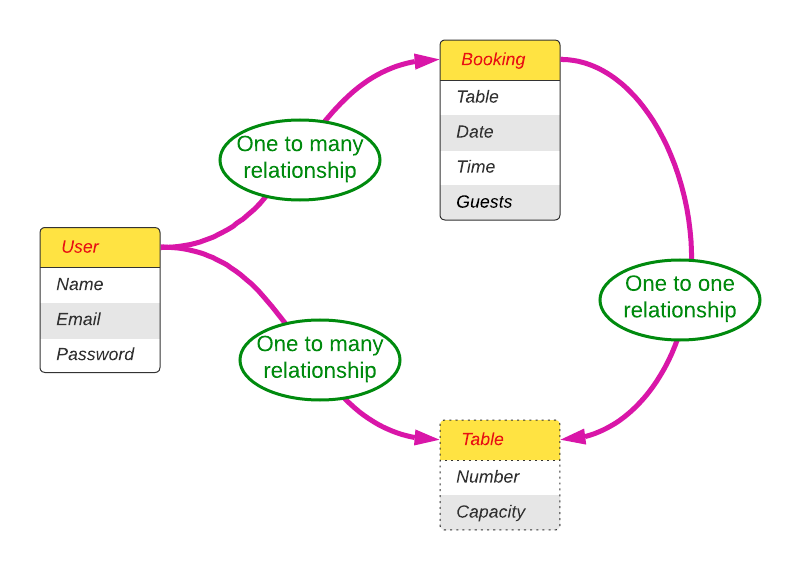 Booking
Table
Date
Time
Guests
One to many
relationship
User
Name
Email
Password
One to one
relationship
One to many
relationship
Table
Number
Capacity